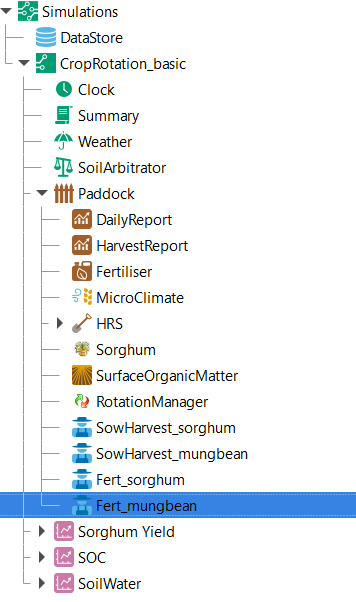 Simulations
DataStore
CropRotation_basic
Clock
Summary
Weather
SoilArbitrator
Paddock
DailyReport
HarvestReport
Fertiliser
MicroClimate
HRS
Sorghum
SurfaceOrganicMatter
RotationManager
SowHarvest_sorghum
SowHarvest_mungbean
Fert_sorghum
Fert_mungbean
Sorghum Yield
SOC
SoilWater